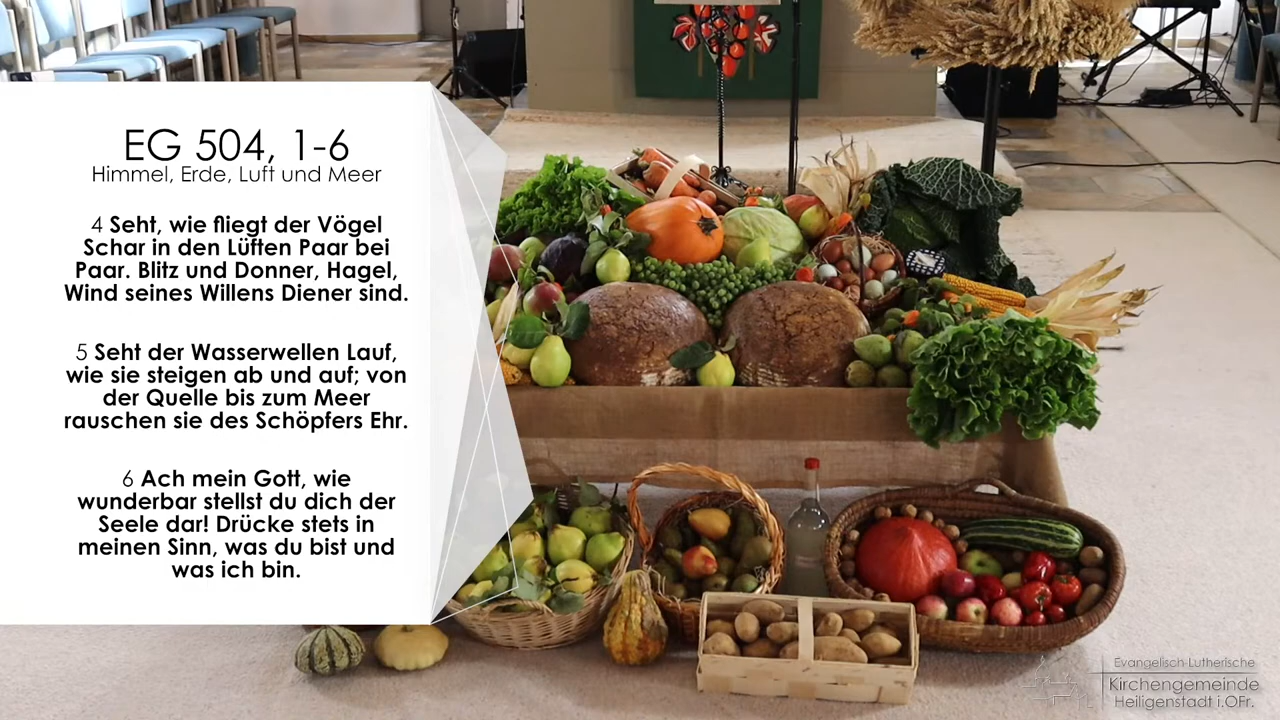 EG 504, 1-6
Himmel, Erde, Luft und Meer
4 Seht, wie fliegt der Vögel
Schar in den Lüften Paar bei
Paar. Blitz und Donner, Hagel,
Wind seines Willens Diener sind.
5 Seht der Wasserwellen Lauf,
wie sie steigen ab und auf; von
der Quelle bis zum Meer
rauschen sie des Schöpfers Ehr.
6 Ach mein Gott, wie
wunderbar stellst du dich der
Seele dar! Drücke stets in
meinen Sinn, was du bist und
was ich bin.
Evangelisch-Lutherische
Kirchengemeinde
Heiligenstadt i.OFr.